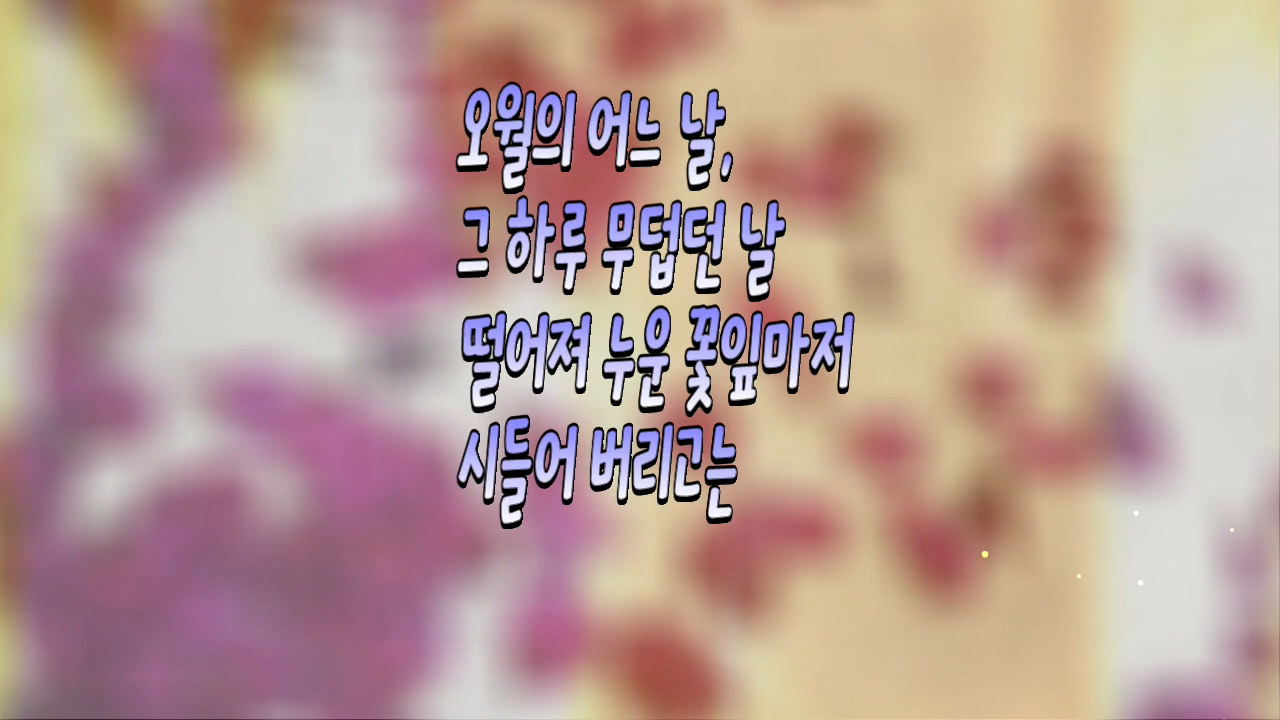 오월의 어느 날,
그 하루 무덥던 날
떨어져 누운 꽃잎마저
시들어 버리고는